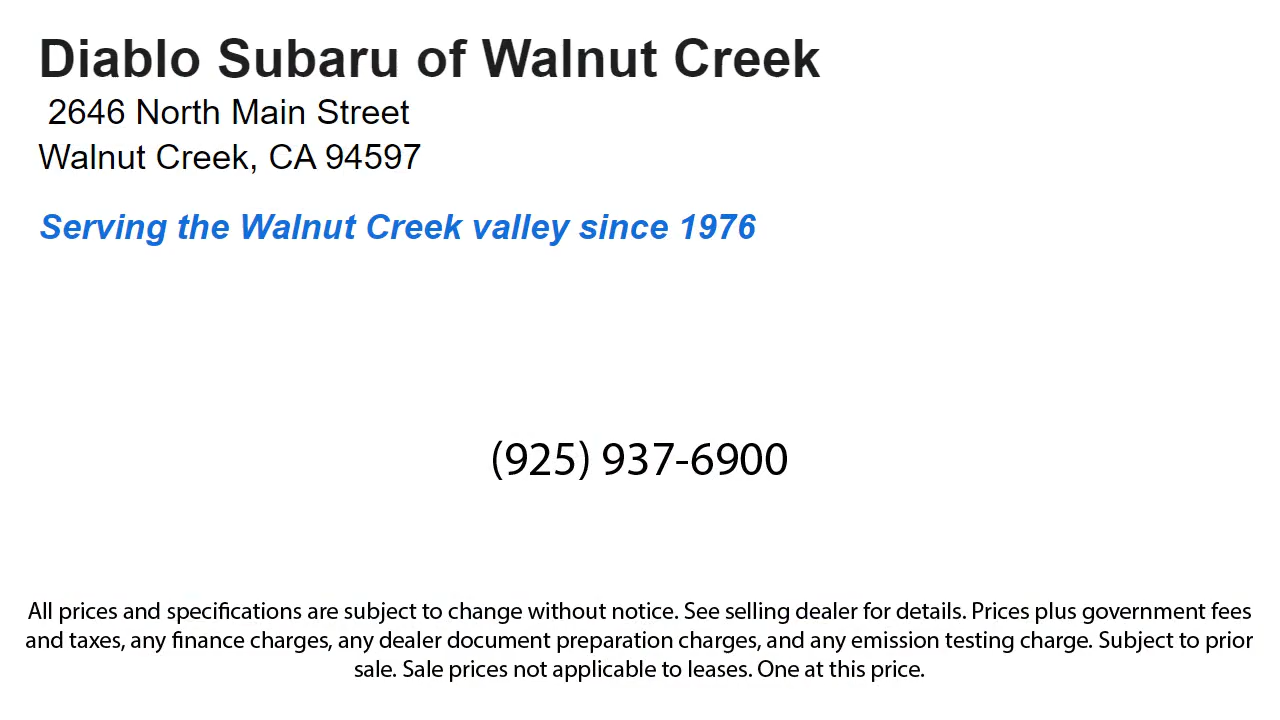 Diablo Subaru of Walnut Creek
2646 North Main Street
Walnut Creek, CA 94597
Serving the Walnut Creek valley since 1976
(925) 937-6900
All prices and specifications are subject to change without notice. See selling dealer for details. Prices plus government fees
and taxes, any finance charges, any dealer document preparation charges, and any emission testing charge. Subject to prior
sale. Sale prices not applicable to leases. One at this price.